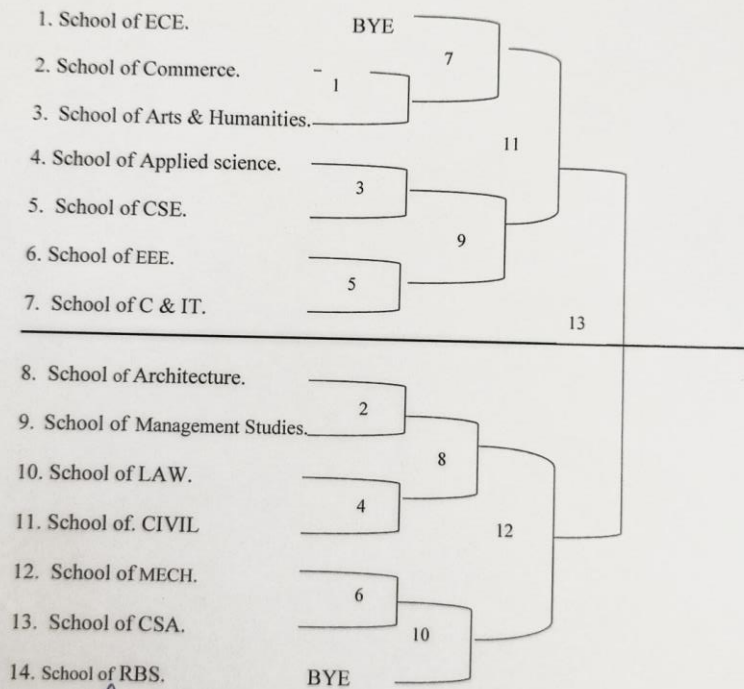 1. School of ECE. BYE
7
2. School of Commerce.
1
3. School of Arts & Humanities.
11
4. School of Applied science.
3
5. School of CSE.
9
6. School of EEE.
5
7. School of C & IT.
13
8. School of Architecture.
2
9. School of Management Studies.
8
10. School of LAW.
4
11. School of. CIVIL
12
12. School of MECH.
6
13. School of CSA.
10
14. School of RBS. BYE